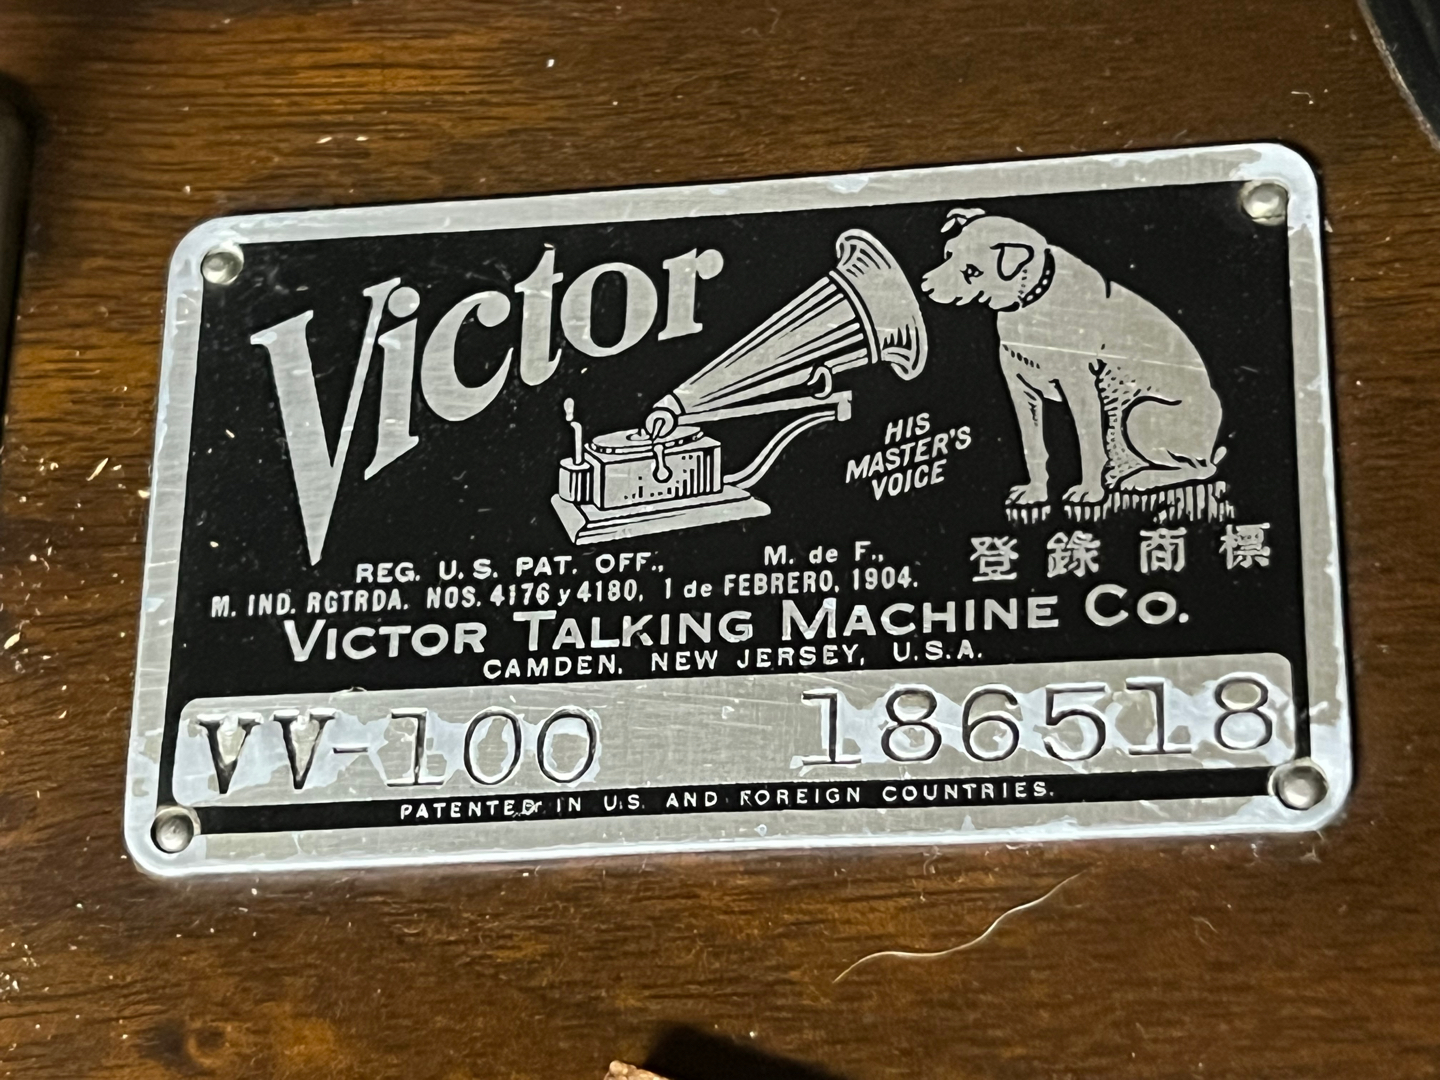 Victor
HIS
MASTER'S
VOICE
REG. U.S. PAT. OFF., M. de F.,
登錄商標
M. IND. RGTRDA. NOS. 4176 y 4180, 1 de FEBRERO, 1904.
VICTOR TALKING MACHINE CO.
CAMDEN, NEW JERSEY, U.S.A.
VV-100 186518
PATENTED IN U.S. AND FOREIGN COUNTRIES.